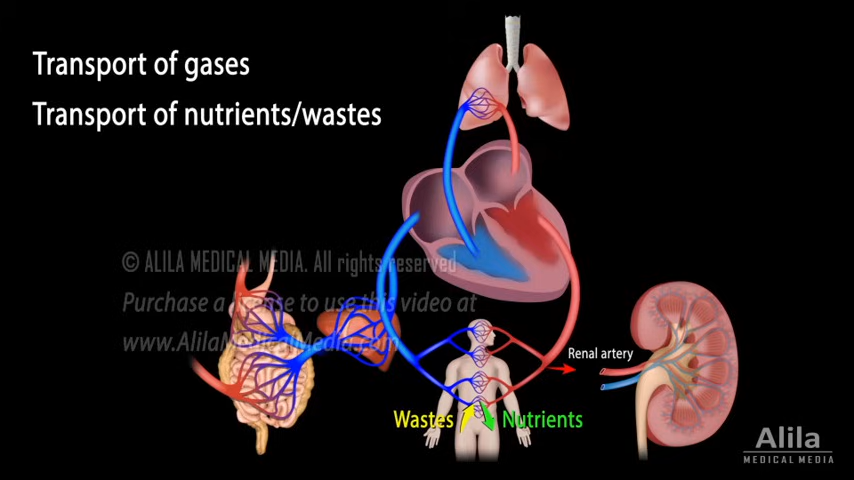 Transport of gases
Transport of nutrients/wastes
© ALILA MEDICAL MEDIA. All rights reserved
Purchase a license to use this video at
www.AlilaMedicalMedia.com
Renal artery
Wastes
Nutrients
Alila
MEDICAL MEDIA